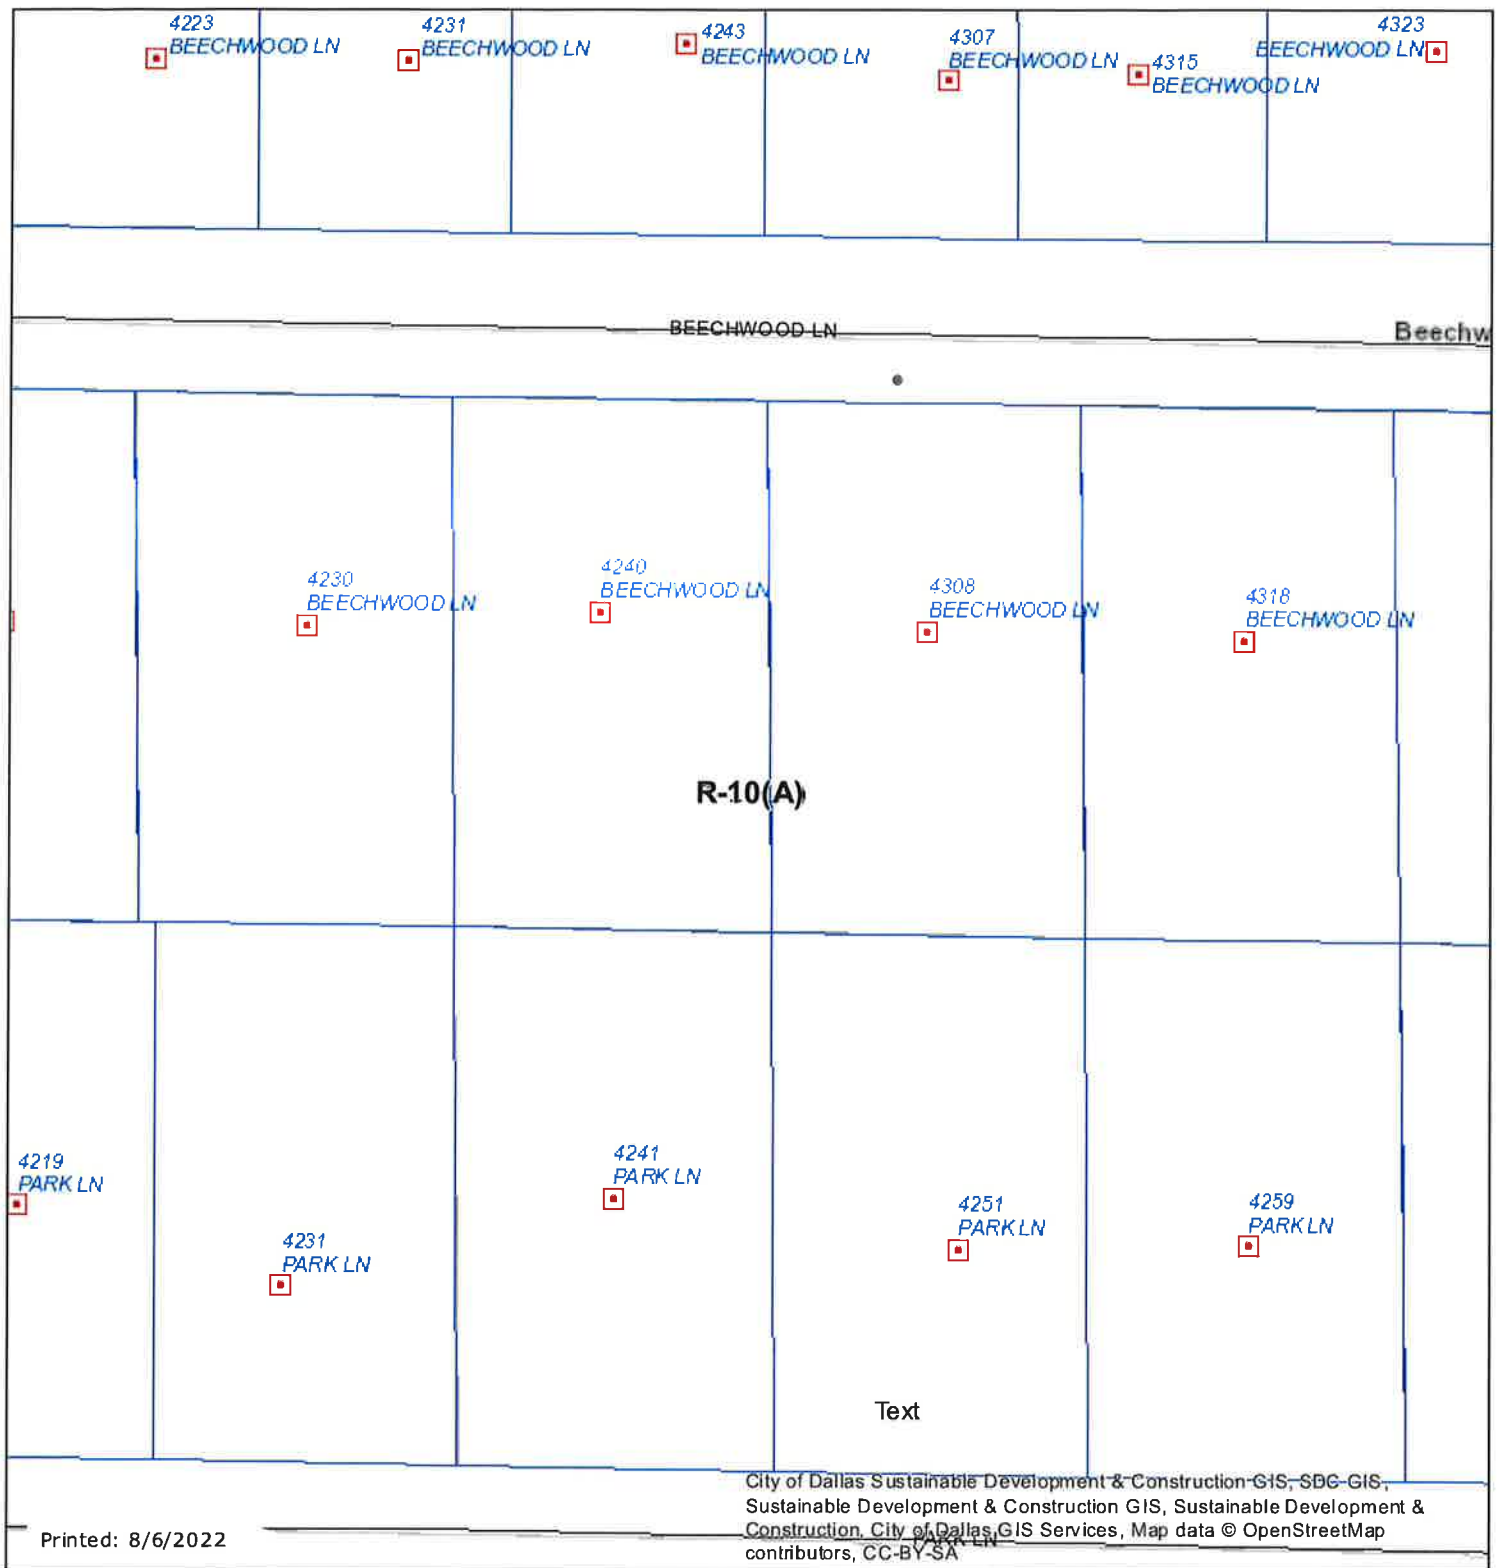 4223
BEECHWOOD LN
4231
BEECHWOOD LN
4243
BEECHWOOD LN
4307
BEECHWOOD LN
4315
BEECHWOOD LN
4323
BEECHWOOD LN
BEECHWOOD LN
Beechw
4230
BEECHWOOD LN
4240
BEECHWOOD LN
4308
BEECHWOOD LN
4318
BEECHWOOD LN
R-10(A)
4219
PARK LN
4231
PARK LN
4241
PARK LN
4251
PARK LN
4259
PARK LN
Text
City of Dallas Sustainable Development & Construction GIS, SDC GIS,
Sustainable Development & Construction GIS, Sustainable Development &
Construction, City of Dallas GIS Services, Map data © OpenStreetMap
contributors, CC-BY-SA
PARK LN
Printed: 8/6/2022